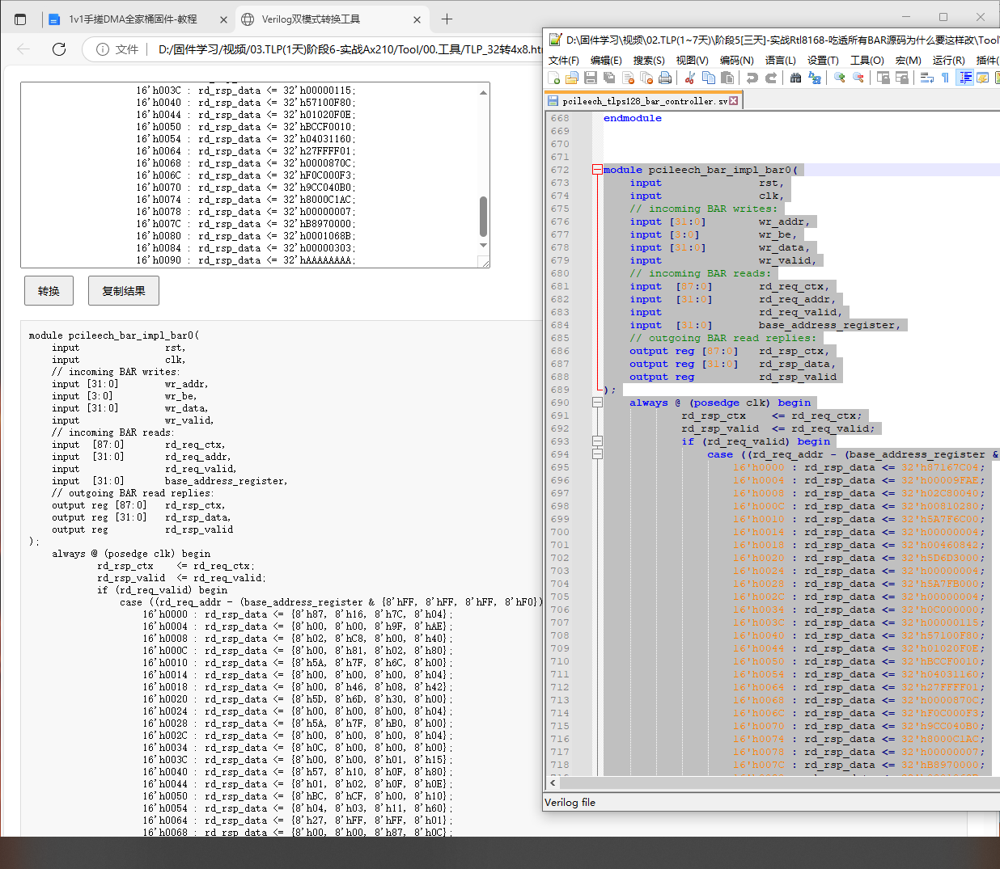 1v1手搓DMA全家桶固件-教程
Verilog双模式转换工具
文件
D:/固件学习/视频/03.TLP(1天)阶段6-实战Ax210/Tool/00.工具/TLP_32转4x8.htm
16'h003C : rd_rsp_data <= 32'h00000115;
16'h0040 : rd_rsp_data <= 32'h57100F80;
16'h0044 : rd_rsp_data <= 32'h01020F0E;
16'h0050 : rd_rsp_data <= 32'hBCCF0010;
16'h0054 : rd_rsp_data <= 32'h04031160;
16'h0064 : rd_rsp_data <= 32'h27FFFF01;
16'h0068 : rd_rsp_data <= 32'h0000870C;
16'h006C : rd_rsp_data <= 32'hF0C000F3;
16'h0070 : rd_rsp_data <= 32'h9CC040B0;
16'h0074 : rd_rsp_data <= 32'h8000C1AC;
16'h0078 : rd_rsp_data <= 32'h00000007;
16'h007C : rd_rsp_data <= 32'hB8970000;
16'h0080 : rd_rsp_data <= 32'h0001068B;
16'h0084 : rd_rsp_data <= 32'h00000303;
16'h0090 : rd_rsp_data <= 32'hAAAAAAAA;
转换
复制结果
module pcileech_bar_impl_bar0(
input rst,
input clk,
// incoming BAR writes:
input [31:0] wr_addr,
input [3:0] wr_be,
input [31:0] wr_data,
input wr_valid,
// incoming BAR reads:
input [87:0] rd_req_ctx,
input [31:0] rd_req_addr,
input rd_req_valid,
input [31:0] base_address_register,
// outgoing BAR read replies:
output reg [87:0] rd_rsp_ctx,
output reg [31:0] rd_rsp_data,
output reg rd_rsp_valid
);
always @ (posedge clk) begin
rd_rsp_ctx <= rd_req_ctx;
rd_rsp_valid <= rd_req_valid;
if (rd_req_valid) begin
case ((rd_req_addr - (base_address_register & {8'hFF, 8'hFF, 8'hFF, 8'hF0})
16'h0000 : rd_rsp_data <= {8'h87, 8'h16, 8'h7C, 8'h04};
16'h0004 : rd_rsp_data <= {8'h00, 8'h00, 8'h9F, 8'hAE};
16'h0008 : rd_rsp_data <= {8'h02, 8'hC8, 8'h00, 8'h40};
16'h000C : rd_rsp_data <= {8'h00, 8'h81, 8'h02, 8'h80};
16'h0010 : rd_rsp_data <= {8'h5A, 8'h7F, 8'h6C, 8'h00};
16'h0014 : rd_rsp_data <= {8'h00, 8'h00, 8'h00, 8'h04};
16'h0018 : rd_rsp_data <= {8'h00, 8'h46, 8'h08, 8'h42};
16'h0020 : rd_rsp_data <= {8'h5D, 8'h6D, 8'h30, 8'h00};
16'h0024 : rd_rsp_data <= {8'h00, 8'h00, 8'h00, 8'h04};
16'h0028 : rd_rsp_data <= {8'h5A, 8'h7F, 8'hB0, 8'h00};
16'h002C : rd_rsp_data <= {8'h00, 8'h00, 8'h00, 8'h04};
16'h0034 : rd_rsp_data <= {8'h0C, 8'h00, 8'h00, 8'h00};
16'h003C : rd_rsp_data <= {8'h00, 8'h00, 8'h01, 8'h15};
16'h0040 : rd_rsp_data <= {8'h57, 8'h10, 8'h0F, 8'h80};
16'h0044 : rd_rsp_data <= {8'h01, 8'h02, 8'h0F, 8'h0E};
16'h0050 : rd_rsp_data <= {8'hBC, 8'hCF, 8'h00, 8'h10};
16'h0054 : rd_rsp_data <= {8'h04, 8'h03, 8'h11, 8'h60};
16'h0064 : rd_rsp_data <= {8'h27, 8'hFF, 8'hFF, 8'h01};
16'h0068 : rd_rsp_data <= {8'h00, 8'h00, 8'h87, 8'h0C};
D:\固件学习\视频\02.TLP(1~7天)\阶段5[三天]-实战Rtl8168-吃透所有BAR源码为什么要这样改\Tool\
文件(F) 编辑(E) 搜索(S) 视图(V) 编码(N) 语言(L) 设置(T) 工具(O) 宏(M) 运行(R) 插件(
pcileech_tlps128_bar_controller.sv
668 endmodule
669
670
671
672 module pcileech_bar_impl_bar0(
673 input rst,
674 input clk,
675 // incoming BAR writes:
676 input [31:0] wr_addr,
677 input [3:0] wr_be,
678 input [31:0] wr_data,
679 input wr_valid,
680 // incoming BAR reads:
681 input [87:0] rd_req_ctx,
682 input [31:0] rd_req_addr,
683 input rd_req_valid,
684 input [31:0] base_address_register,
685 // outgoing BAR read replies:
686 output reg [87:0] rd_rsp_ctx,
687 output reg [31:0] rd_rsp_data,
688 output reg rd_rsp_valid
689 );
690 always @ (posedge clk) begin
691 rd_rsp_ctx <= rd_req_ctx;
692 rd_rsp_valid <= rd_req_valid;
693 if (rd_req_valid) begin
694 case ((rd_req_addr - (base_address_register &
695 16'h0000 : rd_rsp_data <= 32'h87167C04;
696 16'h0004 : rd_rsp_data <= 32'h00009FAE;
697 16'h0008 : rd_rsp_data <= 32'h02C80040;
698 16'h000C : rd_rsp_data <= 32'h00810280;
699 16'h0010 : rd_rsp_data <= 32'h5A7F6C00;
700 16'h0014 : rd_rsp_data <= 32'h00000004;
701 16'h0018 : rd_rsp_data <= 32'h00460842;
702 16'h0020 : rd_rsp_data <= 32'h5D6D3000;
703 16'h0024 : rd_rsp_data <= 32'h00000004;
704 16'h0028 : rd_rsp_data <= 32'h5A7FB000;
705 16'h002C : rd_rsp_data <= 32'h00000004;
706 16'h0034 : rd_rsp_data <= 32'h0C000000;
707 16'h003C : rd_rsp_data <= 32'h00000115;
708 16'h0040 : rd_rsp_data <= 32'h57100F80;
709 16'h0044 : rd_rsp_data <= 32'h01020F0E;
710 16'h0050 : rd_rsp_data <= 32'hBCCF0010;
711 16'h0054 : rd_rsp_data <= 32'h04031160;
712 16'h0064 : rd_rsp_data <= 32'h27FFFF01;
713 16'h0068 : rd_rsp_data <= 32'h0000870C;
714 16'h006C : rd_rsp_data <= 32'hF0C000F3;
715 16'h0070 : rd_rsp_data <= 32'h9CC040B0;
716 16'h0074 : rd_rsp_data <= 32'h8000C1AC;
717 16'h0078 : rd_rsp_data <= 32'h00000007;
718 16'h007C : rd_rsp_data <= 32'hB8970000;
Verilog file